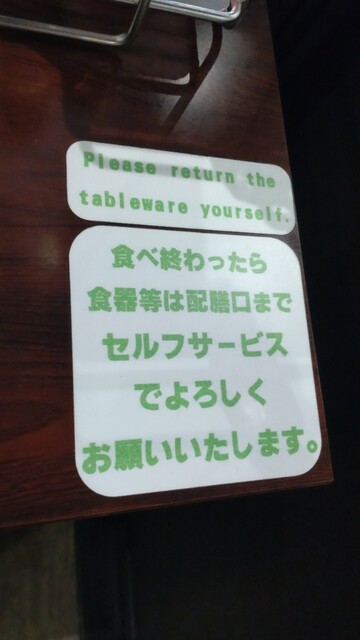 Please return the
tableware yourself.
食べ終わったら
食器等は配膳口まで
セルフサービス
でよろしく
お願いいたします。